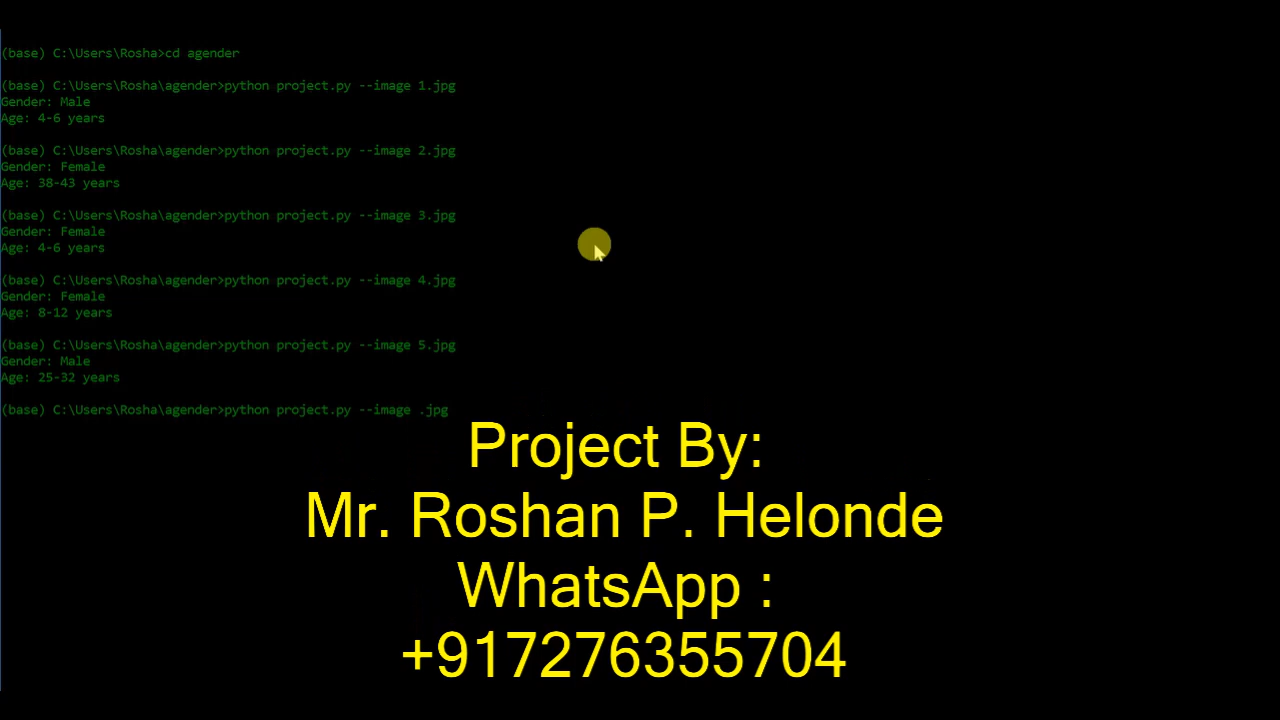 (base) C:\Users\Rosha>cd agender
(base) C:\Users\Rosha\agender>python project.py --image 1.jpg
Gender: Male
Age: 4-6 years
(base) C:\Users\Rosha\agender>python project.py --image 2.jpg
Gender: Female
Age: 38-43 years
(base) C:\Users\Rosha\agender>python project.py --image 3.jpg
Gender: Female
Age: 4-6 years
(base) C:\Users\Rosha\agender>python project.py --image 4.jpg
Gender: Female
Age: 8-12 years
(base) C:\Users\Rosha\agender>python project.py --image 5.jpg
Gender: Male
Age: 25-32 years
(base) C:\Users\Rosha\agender>python project.py --image .jpg
Project By:
Mr. Roshan P. Helonde
WhatsApp :
+917276355704